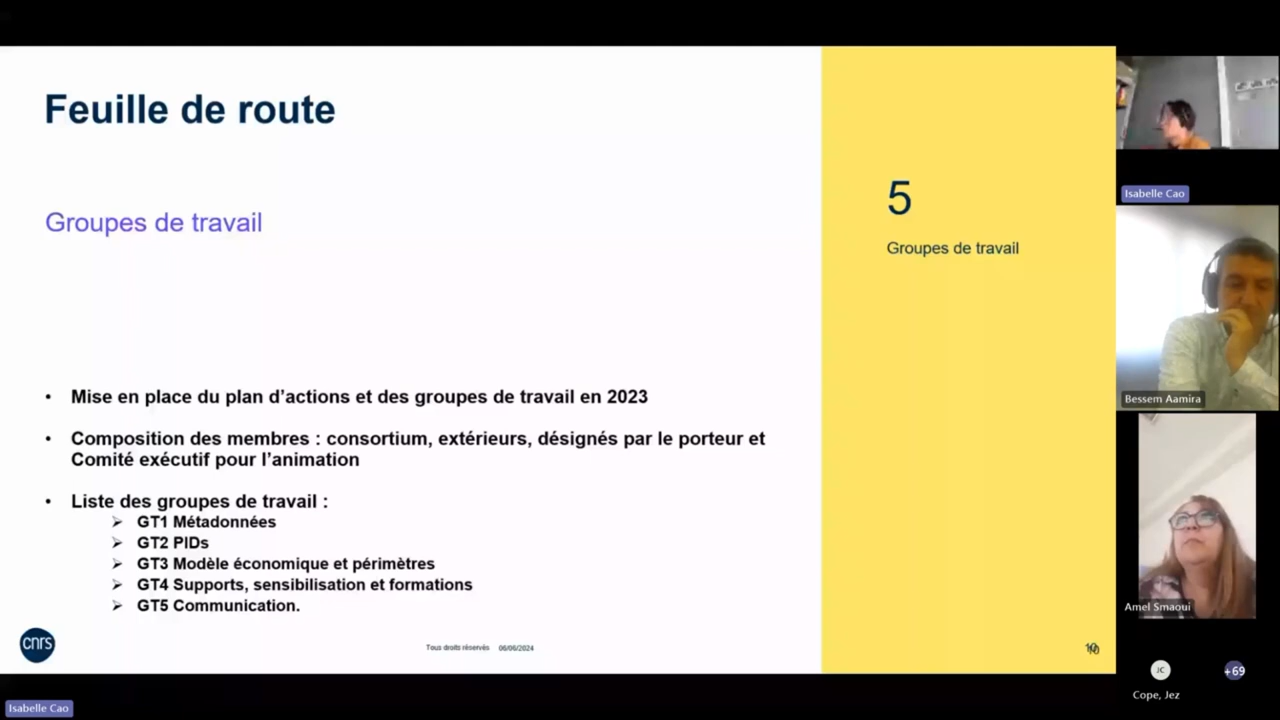 Feuille de route
Groupes de travail
5
Groupes de travail
• Mise en place du plan d’actions et des groupes de travail en 2023
• Composition des membres : consortium, extérieurs, désignés par le porteur et
Comité exécutif pour l’animation
• Liste des groupes de travail :
➢ GT1 Métadonnées
➢ GT2 PIDs
➢ GT3 Modèle économique et périmètres
➢ GT4 Supports, sensibilisation et formations
➢ GT5 Communication.
cnrs
Tous droits réservés 06/06/2024
Isabelle Cao
Bessem Aamira
Amel Smaoui
JC
+69
Cope, Jez
Isabelle Cao